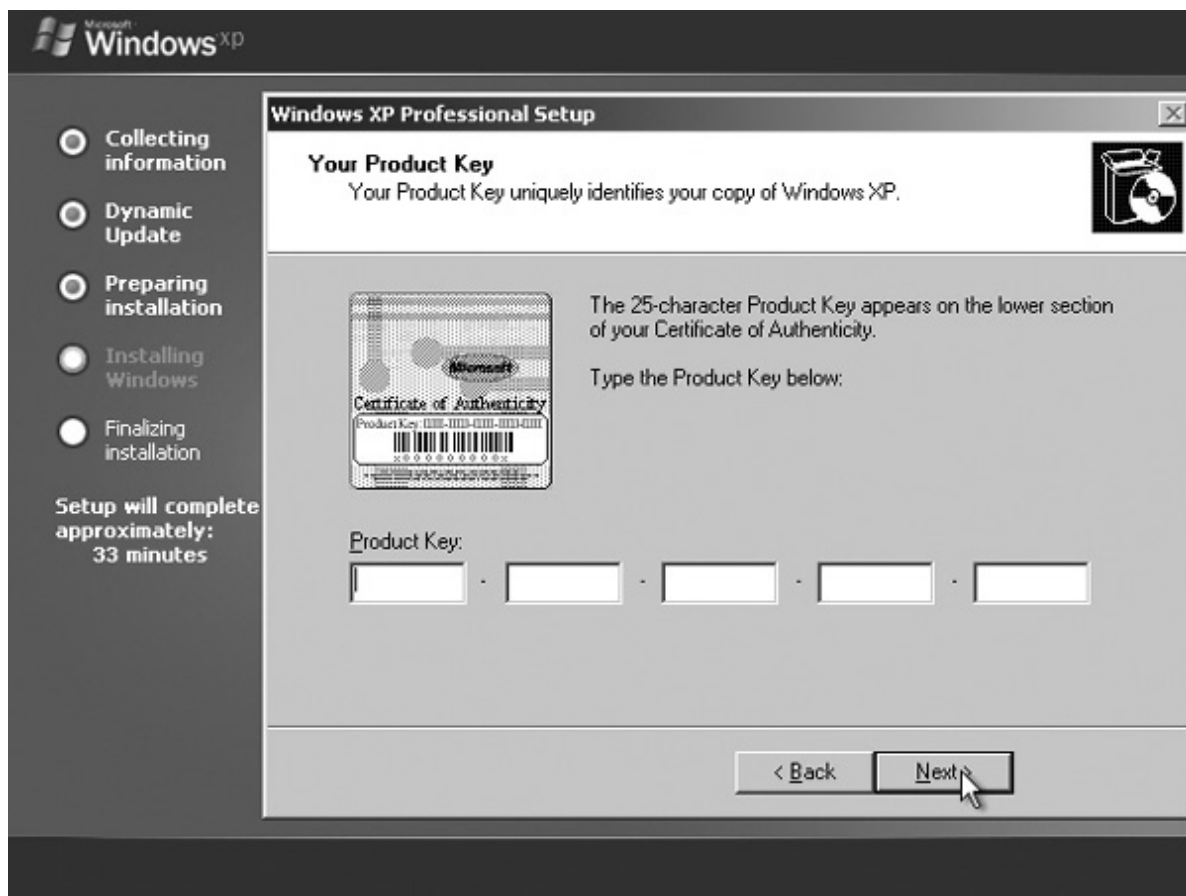 Microsoft
Windows xp
Collecting
information
Dynamic
Update
Preparing
installation
Installing
Windows
Finalizing
installation
Setup will complete
approximately:
33 minutes
Windows XP Professional Setup
Your Product Key
Your Product Key uniquely identifies your copy of Windows XP.
Microsoft
Certificate of Authenticity
Product Key:
The 25-character Product Key appears on the lower section
of your Certificate of Authenticity.
Type the Product Key below:
Product Key:
- - - -
< Back
Next >